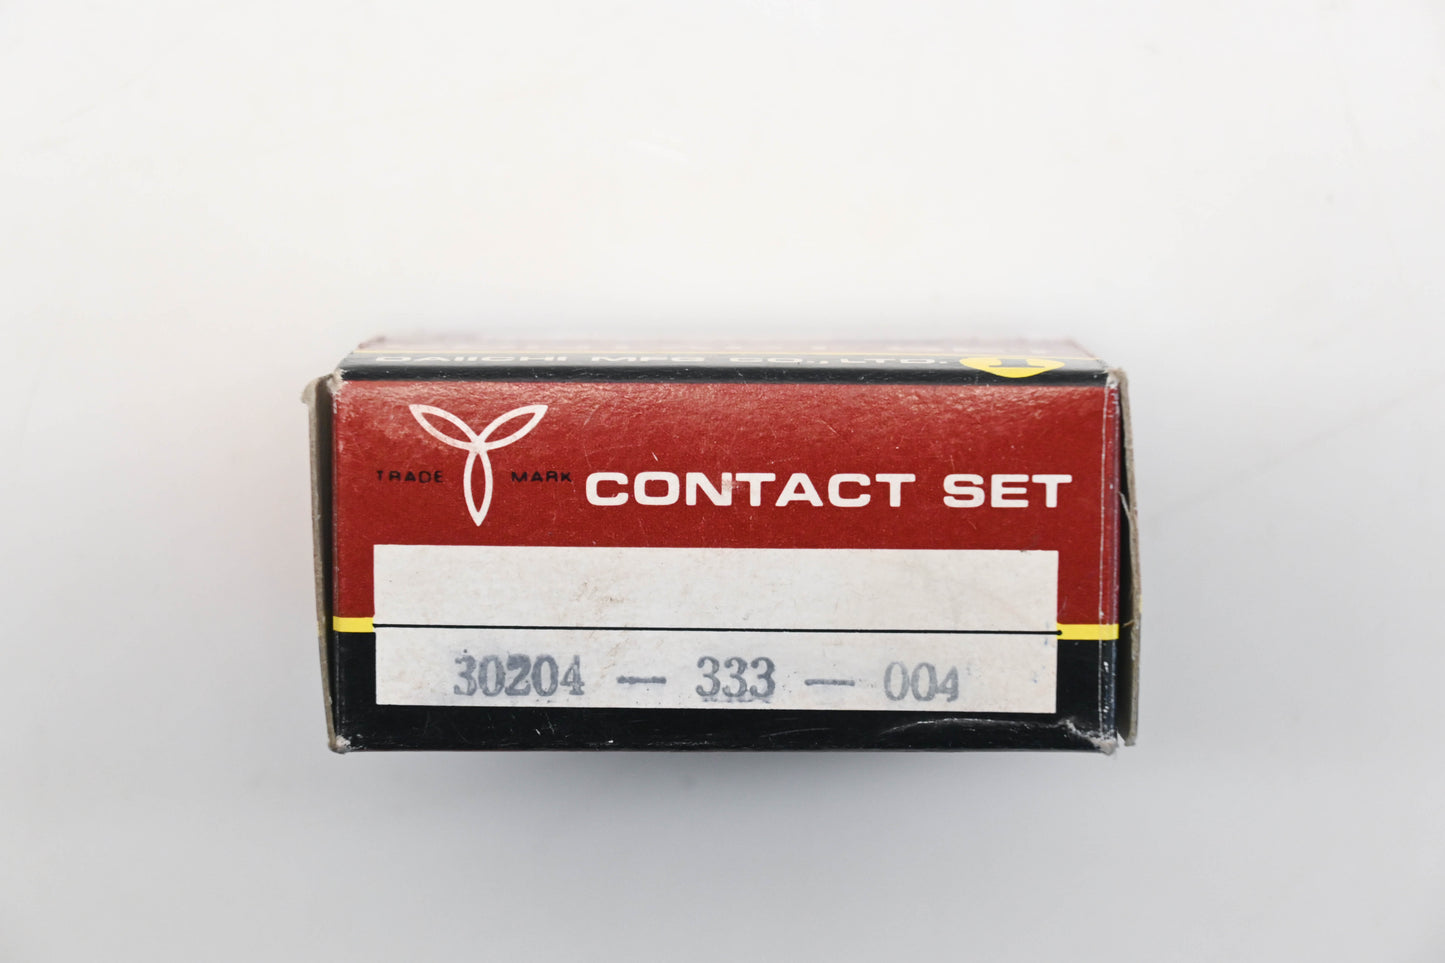 DAIICHI MFG CO., LTD.
TRADE MARK CONTACT SET
30204 — 333 — 004